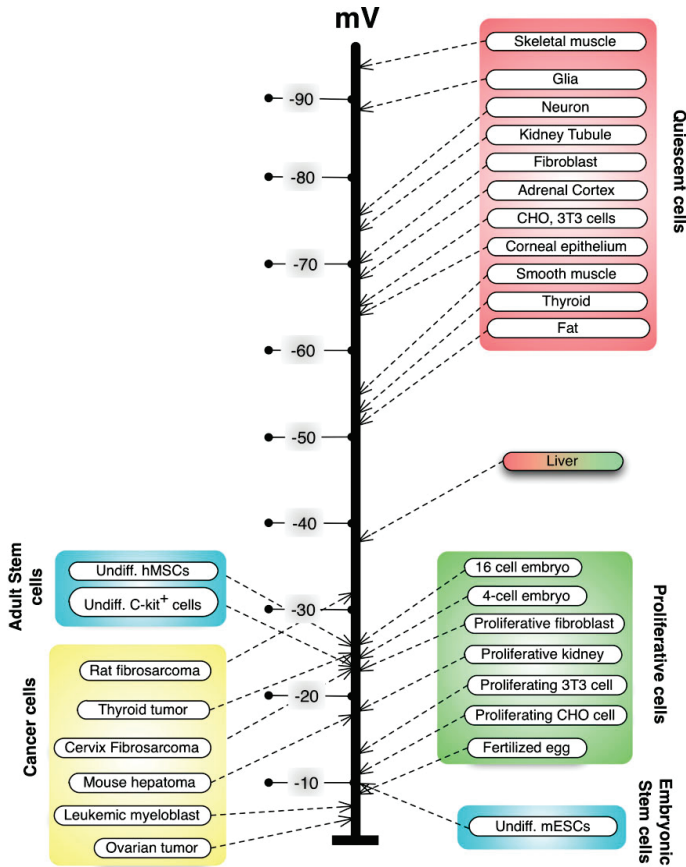 mV
-90
-80
-70
-60
-50
-40
-30
-20
-10
Skeletal muscle
Glia
Neuron
Kidney Tubule
Fibroblast
Adrenal Cortex
CHO, 3T3 cells
Corneal epithelium
Smooth muscle
Thyroid
Fat
Quiescent cells
Liver
Adult Stem
cells
Undiff. hMSCs
Undiff. C-kit+ cells
Cancer cells
Rat fibrosarcoma
Thyroid tumor
Cervix Fibrosarcoma
Mouse hepatoma
Leukemic myeloblast
Ovarian tumor
16 cell embryo
4-cell embryo
Proliferative fibroblast
Proliferative kidney
Proliferating 3T3 cell
Proliferating CHO cell
Fertilized egg
Proliferative cells
Undiff. mESCs
Embryonic
Stem cells